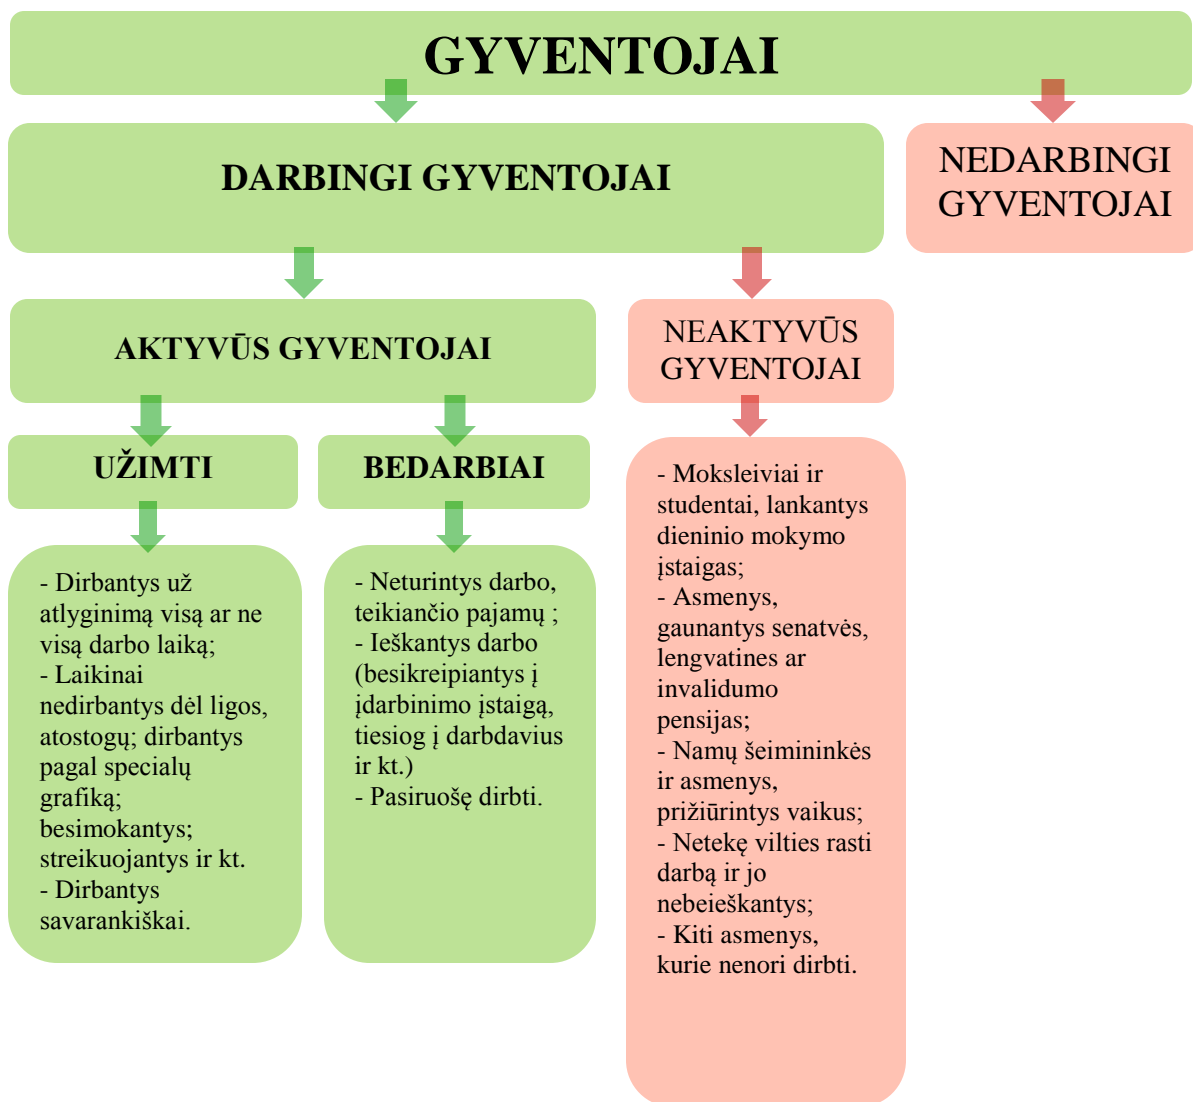 GYVENTOJAI
DARBINGI GYVENTOJAI
NEDARBINGI
GYVENTOJAI
AKTYVŪS GYVENTOJAI
NEAKTYVŪS
GYVENTOJAI
UŽIMTI
BEDARBIAI
- Dirbantys už
atlyginimą visą ar ne
visą darbo laiką;
- Laikinai
nedirbantys dėl ligos,
atostogų; dirbantys
pagal specialų
grafiką;
besimokantys;
streikuojantys ir kt.
- Dirbantys
savarankiškai.
- Neturintys darbo,
teikiančio pajamų ;
- Ieškantys darbo
(besikreipiantys į
įdarbinimo įstaigą,
tiesiog į darbdavius
ir kt.)
- Pasiruošę dirbti.
- Moksleiviai ir
studentai, lankantys
dieninio mokymo
įstaigas;
- Asmenys,
gaunantys senatvės,
lengvatines ar
invalidumo
pensijas;
- Namų šeimininkės
ir asmenys,
prižiūrintys vaikus;
- Netekę vilties rasti
darbą ir jo
nebeieškantys;
- Kiti asmenys,
kurie nenori dirbti.